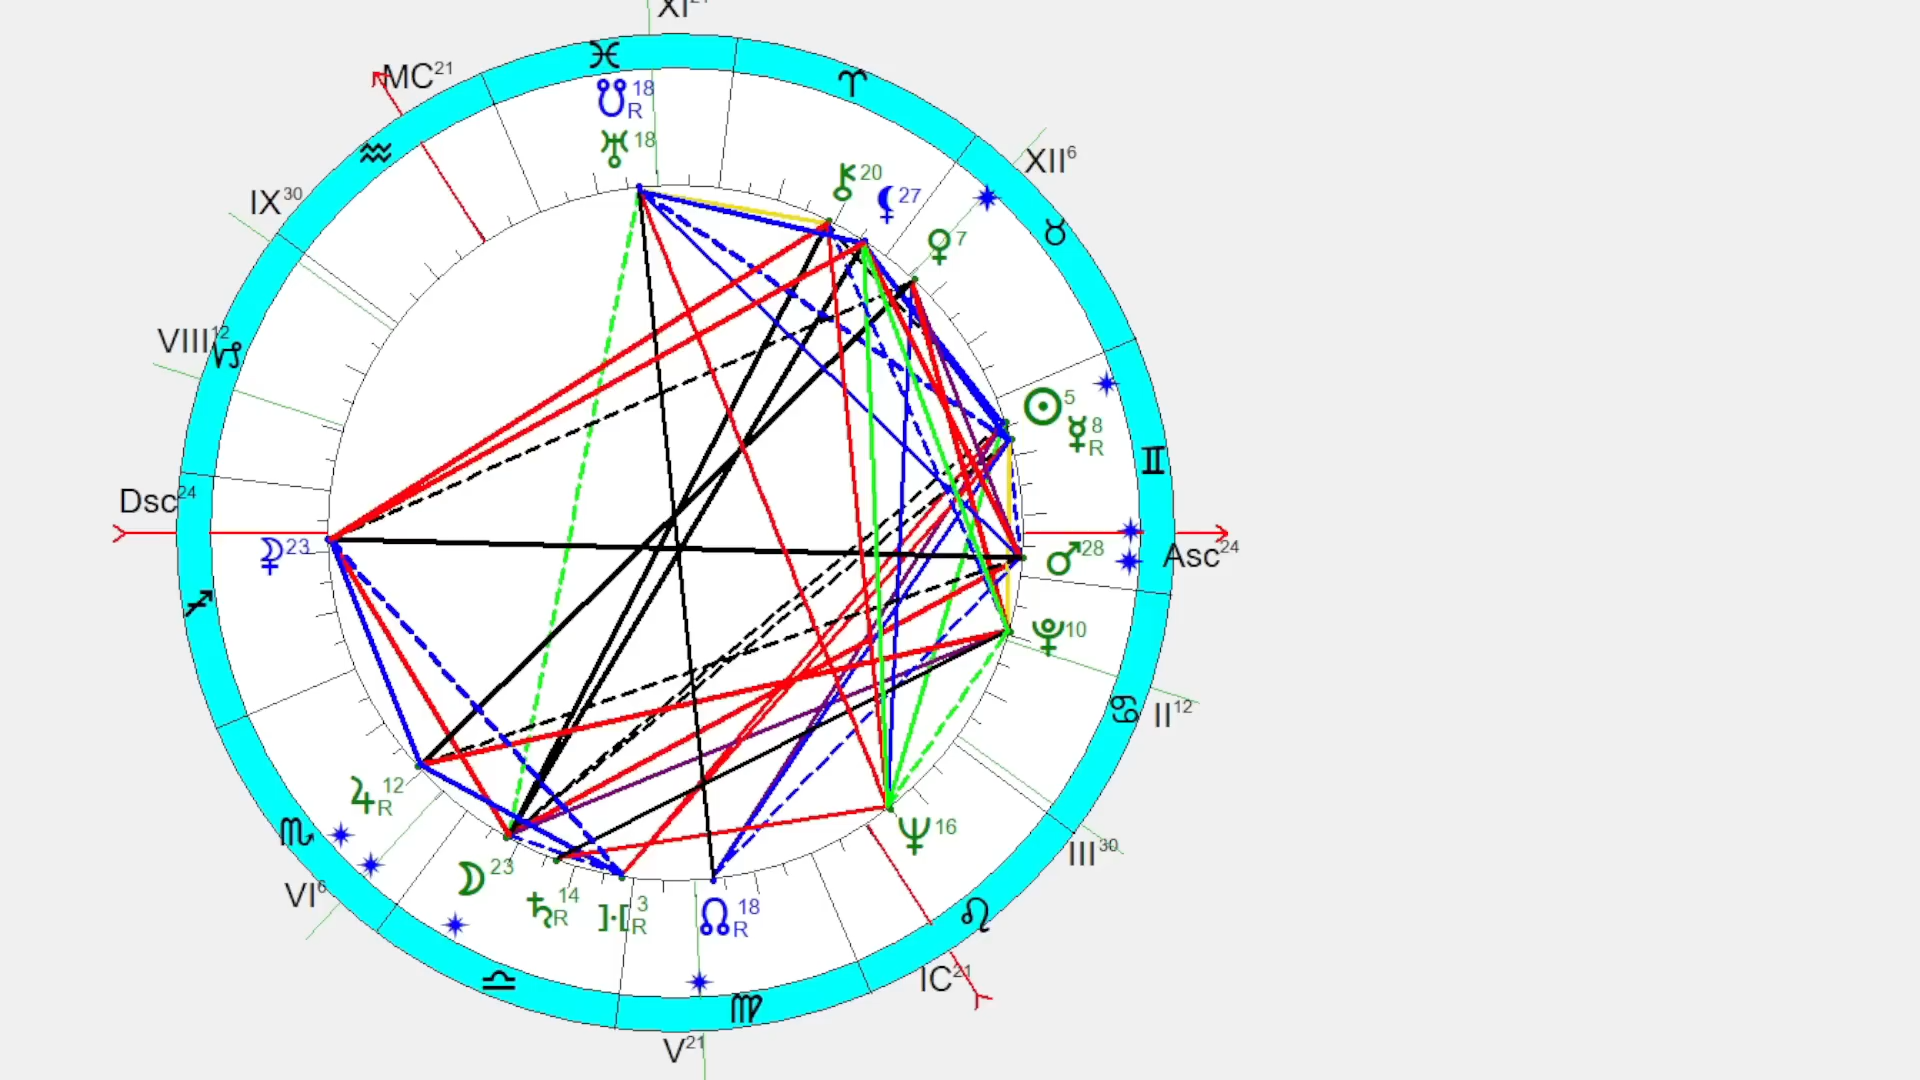 XI21
MC21
♓
☋18 R
♅18
♈
♒
⚷20
⚸27
XII6
IX30
♀7
♉
VIII12
♑
☉5
☿8 R
♊
Dsc24
23
♂28
Asc24
♐
♇10
♋
II12
♃12 R
♏
♆16
III30
☽23
VI6
♄14 R
]·[3 R
☊18 R
♌
IC21
♎
♍
V21